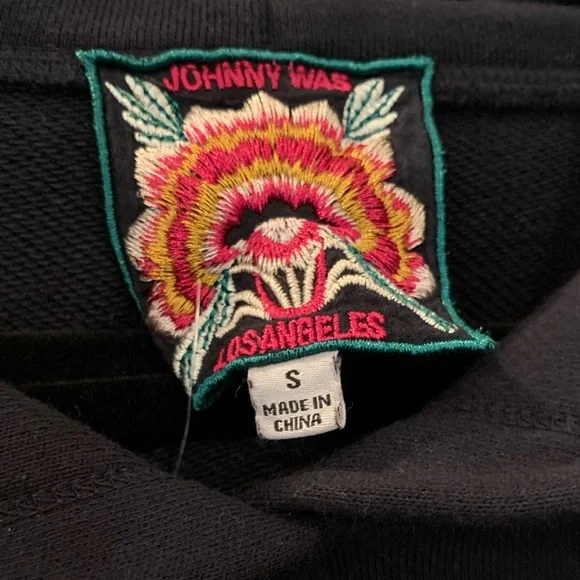 JOHNNY WAS
LOS ANGELES
S
MADE IN
CHINA